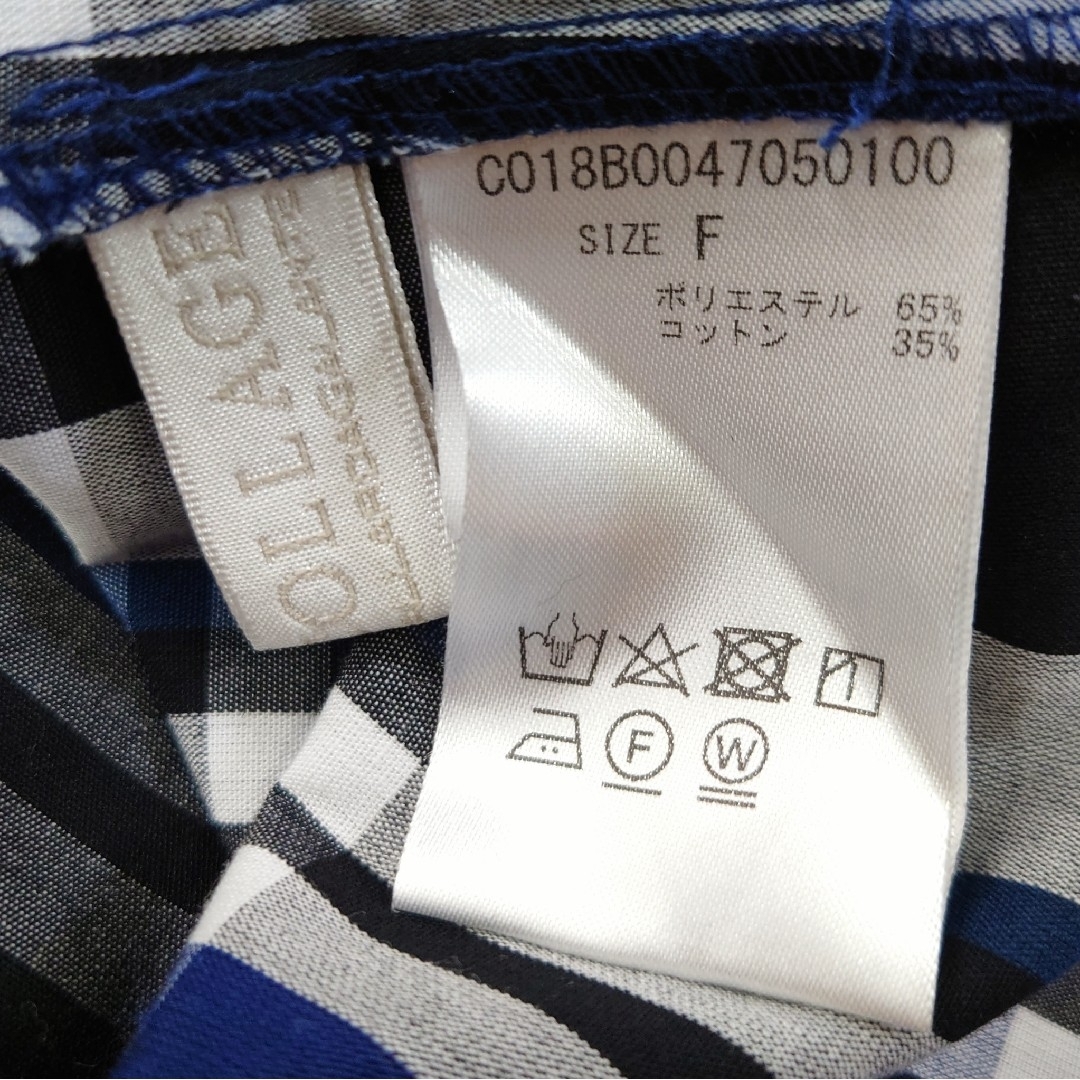 C018B0047050100
SIZE F
ポリエステル 65%
コットン 35%
OLLAGE
F
W